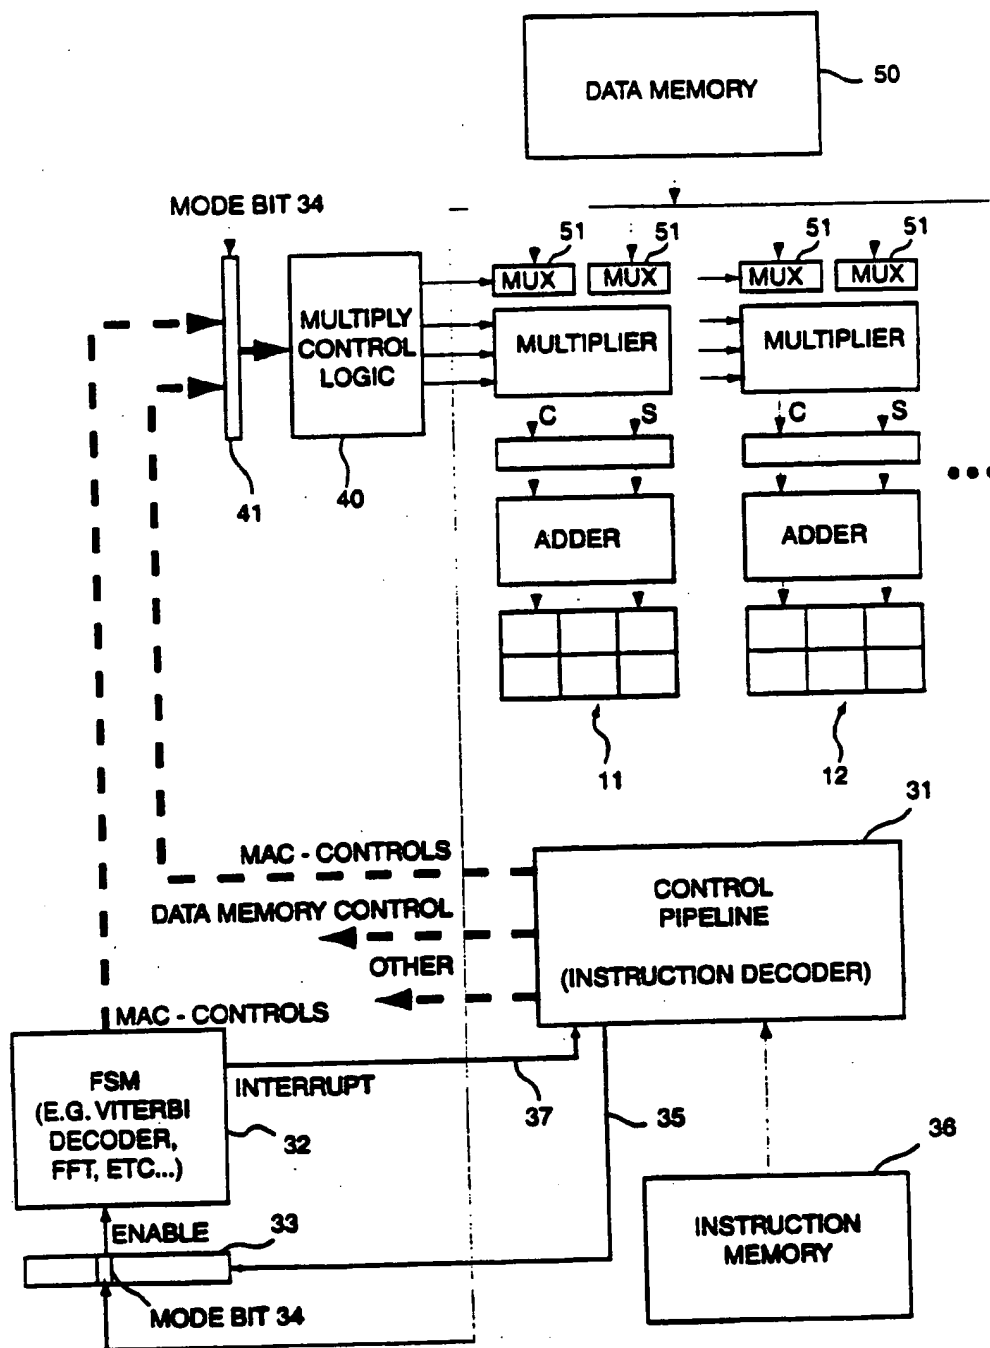 DATA MEMORY
50
MODE BIT 34
51
51
51
51
MUX
MUX
MUX
MUX
MULTIPLY
CONTROL
LOGIC
MULTIPLIER
MULTIPLIER
C
S
C
S
41
40
ADDER
ADDER
•••
11
12
31
MAC - CONTROLS
CONTROL
PIPELINE
(INSTRUCTION DECODER)
DATA MEMORY CONTROL
OTHER
MAC - CONTROLS
FSM
(E.G. VITERBI
DECODER,
FFT, ETC...)
INTERRUPT
37
35
32
36
ENABLE
33
INSTRUCTION
MEMORY
MODE BIT 34